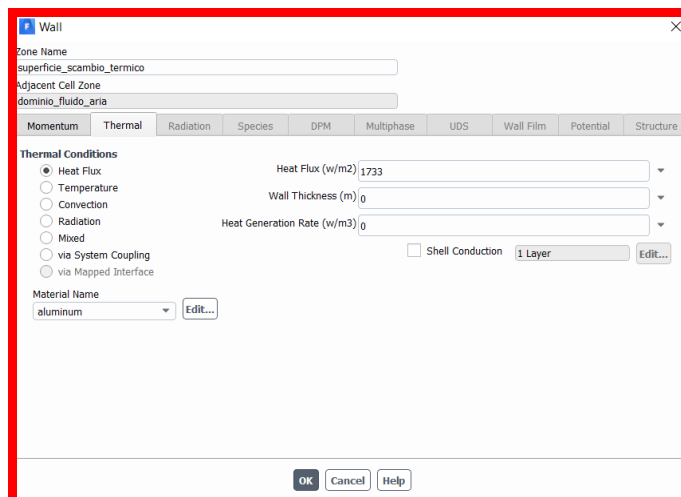 Wall
Zone Name
superficie_scambio_termico
Adjacent Cell Zone
dominio_fluido_aria
Momentum Thermal Radiation Species DPM Multiphase UDS Wall Film Potential Structure
Thermal Conditions
Heat Flux
Temperature
Convection
Radiation
Mixed
via System Coupling
via Mapped Interface
Heat Flux (w/m2) 1733
Wall Thickness (m) 0
Heat Generation Rate (w/m3) 0
Shell Conduction 1 Layer Edit...
Material Name
aluminum Edit...
OK Cancel Help